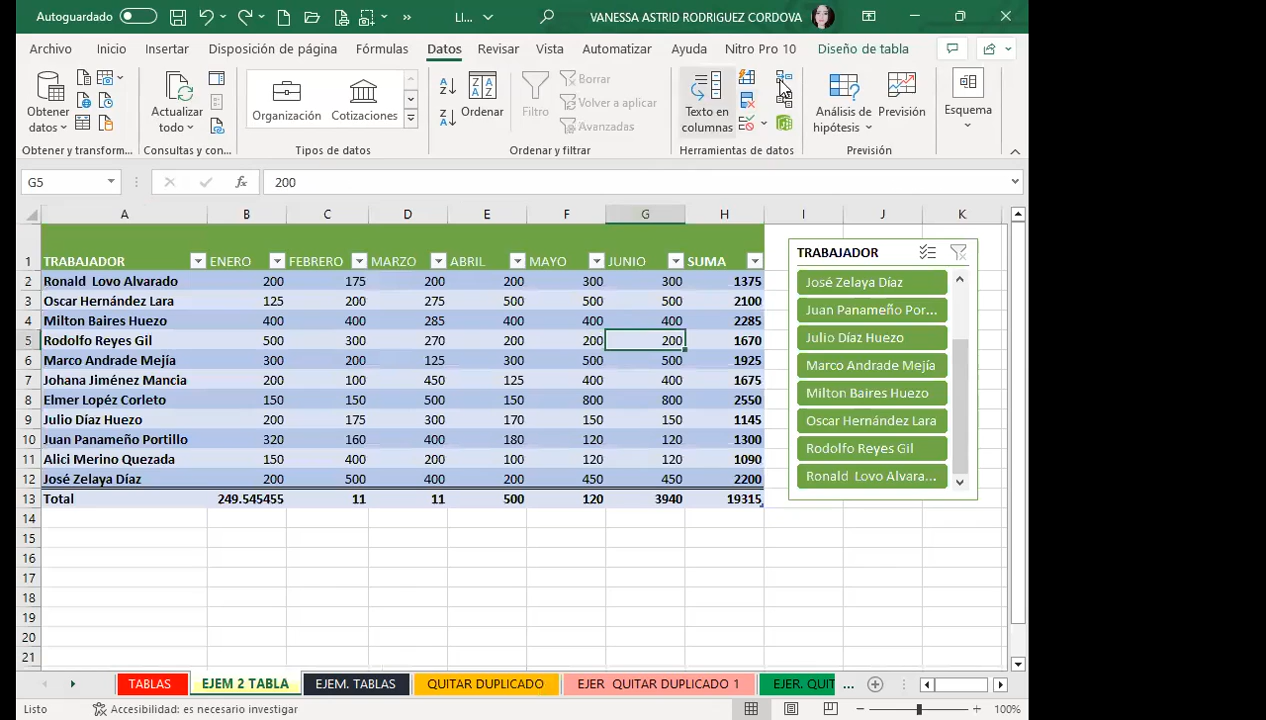 Autoguardado LI... VANESSA ASTRID RODRIGUEZ CORDOVA
Archivo Inicio Insertar Disposición de página Fórmulas Datos Revisar Vista Automatizar Ayuda Nitro Pro 10 Diseño de tabla
Obtener datos Actualizar todo Organización Cotizaciones Ordenar Filtro Borrar Volver a aplicar Avanzadas Texto en columnas Análisis de hipótesis Previsión Esquema
Obtener y transform... Consultas y con... Tipos de datos Ordenar y filtrar Herramientas de datos Previsión
G5 fx 200
A B C D E F G H I J K
1 TRABAJADOR ENERO FEBRERO MARZO ABRIL MAYO JUNIO SUMA
2 Ronald Lovo Alvarado 200 175 200 200 300 300 1375
3 Oscar Hernández Lara 125 200 275 500 500 500 2100
4 Milton Baires Huezo 400 400 285 400 400 400 2285
5 Rodolfo Reyes Gil 500 300 270 200 200 200 1670
6 Marco Andrade Mejía 300 200 125 300 500 500 1925
7 Johana Jiménez Mancia 200 100 450 125 400 400 1675
8 Elmer Lopéz Corleto 150 150 500 150 800 800 2550
9 Julio Díaz Huezo 200 175 300 170 150 150 1145
10 Juan Panameño Portillo 320 160 400 180 120 120 1300
11 Alici Merino Quezada 150 400 200 100 120 120 1090
12 José Zelaya Díaz 200 500 400 200 450 450 2200
13 Total 249.545455 11 11 500 120 3940 19315
14
15
16
17
18
19
20
21
TRABAJADOR
José Zelaya Díaz
Juan Panameño Por...
Julio Díaz Huezo
Marco Andrade Mejía
Milton Baires Huezo
Oscar Hernández Lara
Rodolfo Reyes Gil
Ronald Lovo Alvara...
TABLAS EJEM 2 TABLA EJEM. TABLAS QUITAR DUPLICADO EJER QUITAR DUPLICADO 1 EJER. QUIT ...
Listo Accesibilidad: es necesario investigar 100%